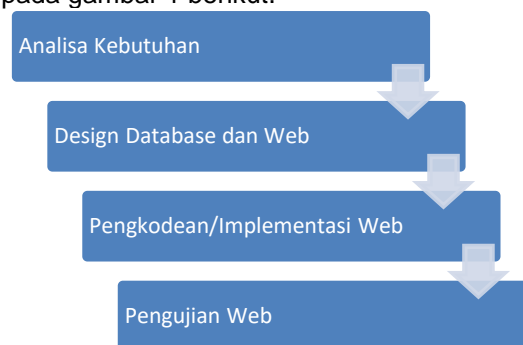 pada gambar 1 berikut.
Analisa Kebutuhan
Design Database dan Web
Pengkodean/Implementasi Web
Pengujian Web